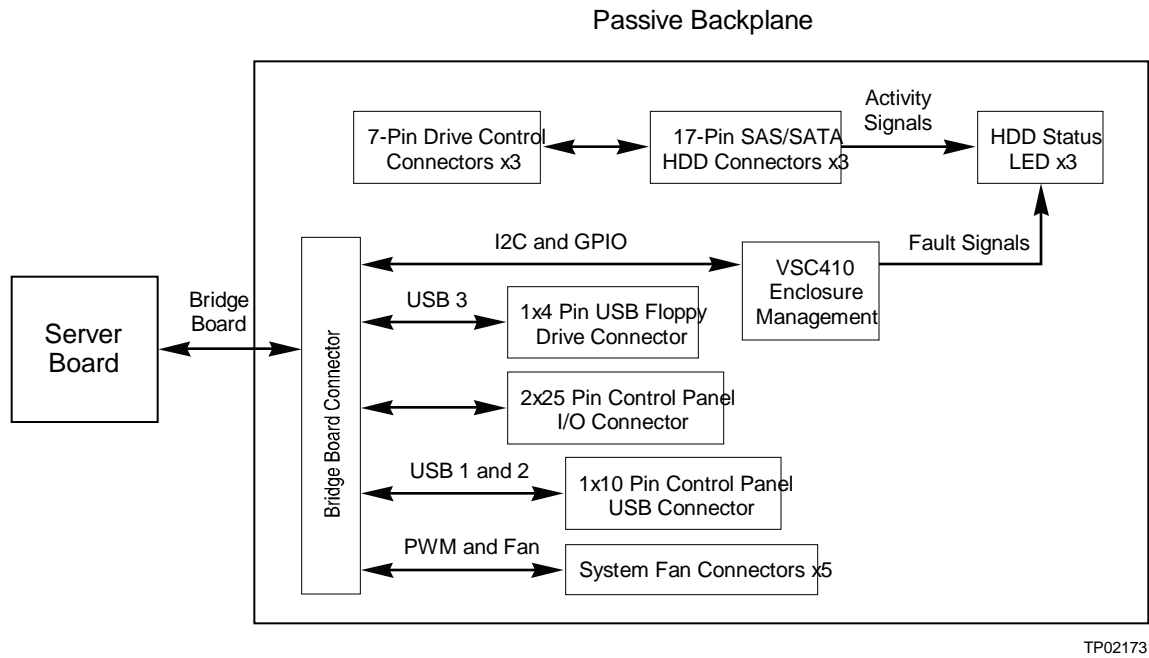 Passive Backplane
Activity
Signals
7-Pin Drive Control
Connectors x3
17-Pin SAS/SATA
HDD Connectors x3
HDD Status
LED x3
I2C and GPIO
Fault Signals
VSC410
Enclosure
Management
Bridge
Board
Server
Board
Bridge Board Connector
USB 3
1x4 Pin USB Floppy
Drive Connector
2x25 Pin Control Panel
I/O Connector
USB 1 and 2
1x10 Pin Control Panel
USB Connector
PWM and Fan
System Fan Connectors x5
TP02173